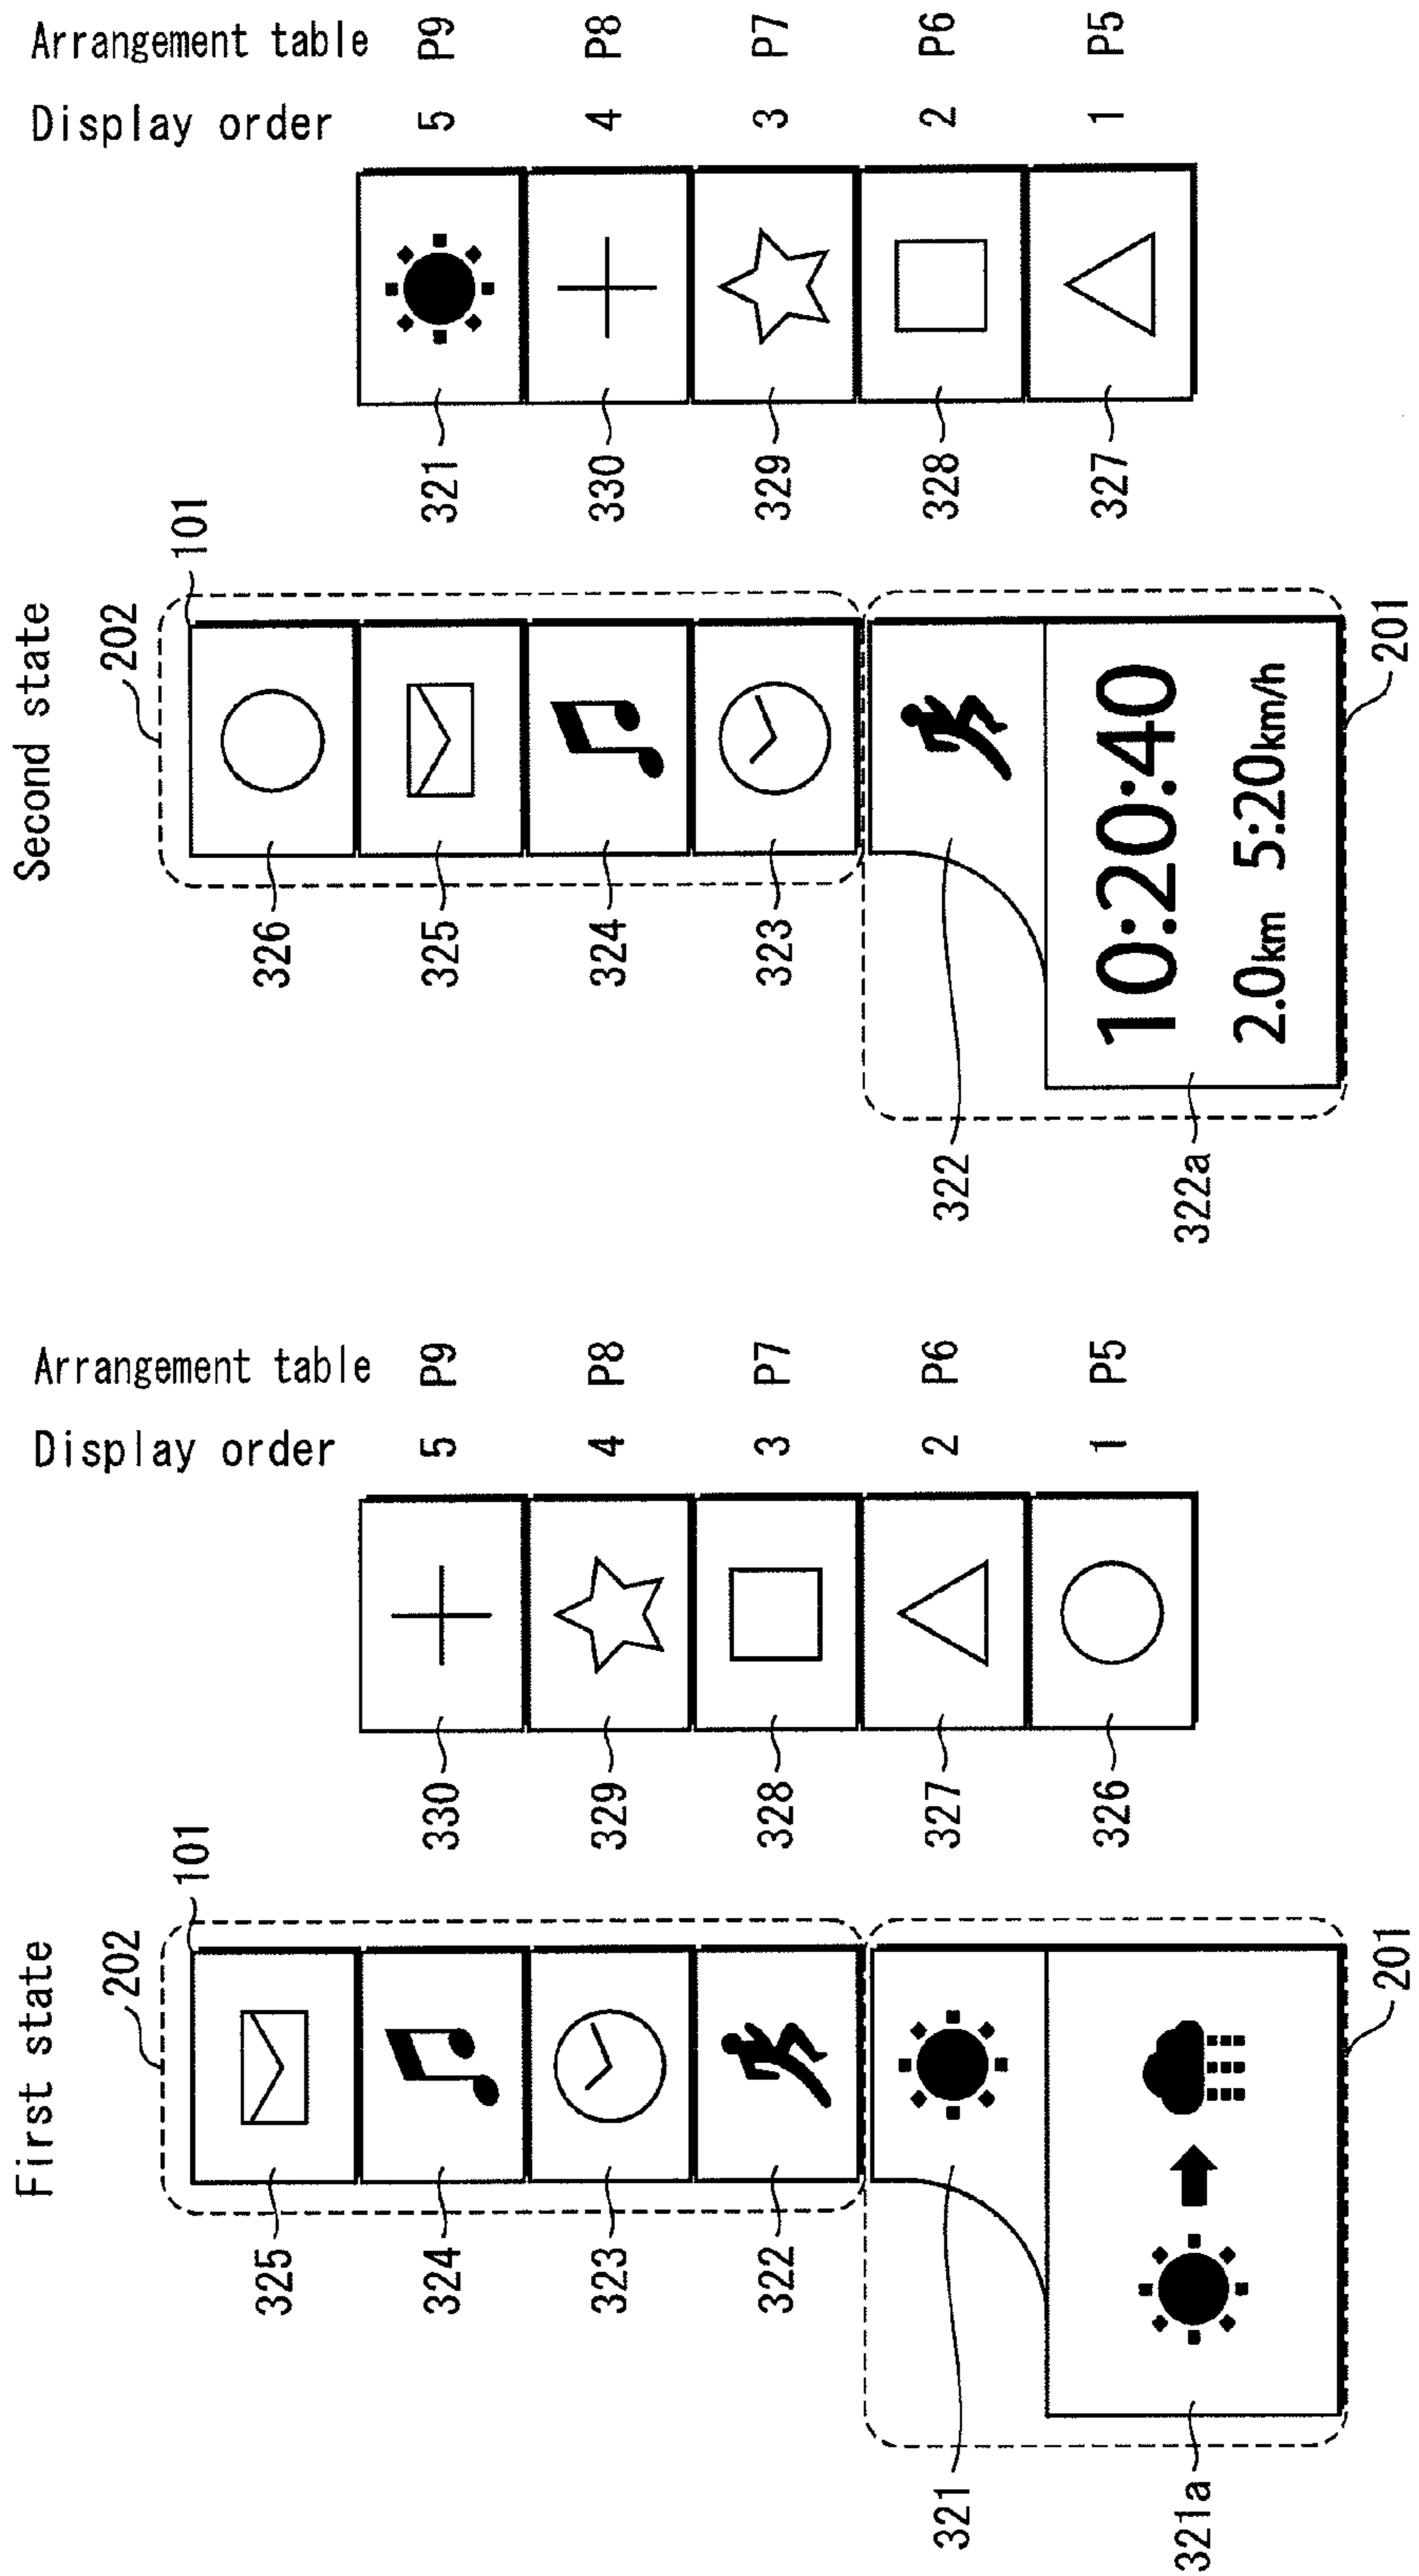 First state
202
101
325
324
323
322
321
321a
201
Display order
Arrangement table
330
5
P9
329
4
P8
328
3
P7
327
2
P6
326
1
P5
Second state
202
101
326
325
324
323
322
322a
10:20:40
2.0km 5:20km/h
201
Display order
Arrangement table
321
5
P9
330
4
P8
329
3
P7
328
2
P6
327
1
P5